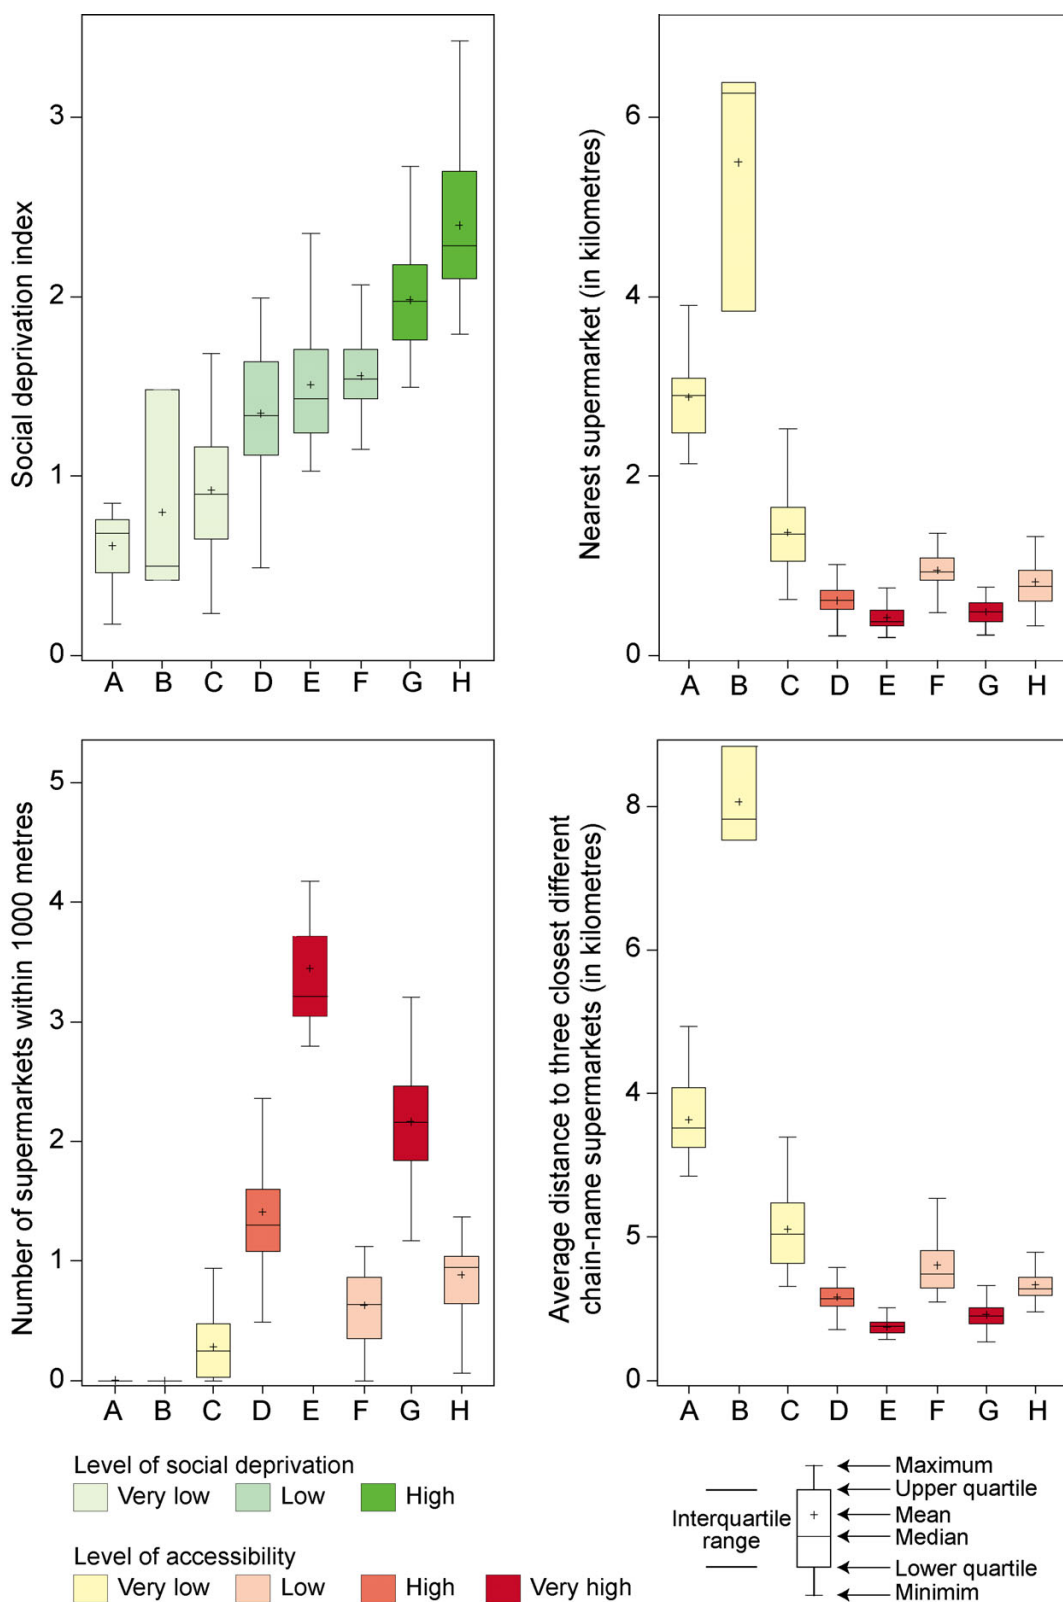 Social deprivation index
3
2
1
0
A B C D E F G H
Nearest supermarket (in kilometres)
6
4
2
0
A B C D E F G H
Number of supermarkets within 1000 metres
5
4
3
2
1
0
A B C D E F G H
Average distance to three closest different
chain-name supermarkets (in kilometres)
8
4
5
0
A B C D E F G H
Level of social deprivation
Very low Low High
Level of accessibility
Very low Low High Very high
Interquartile
range
Maximum
Upper quartile
Mean
Median
Lower quartile
Minimim